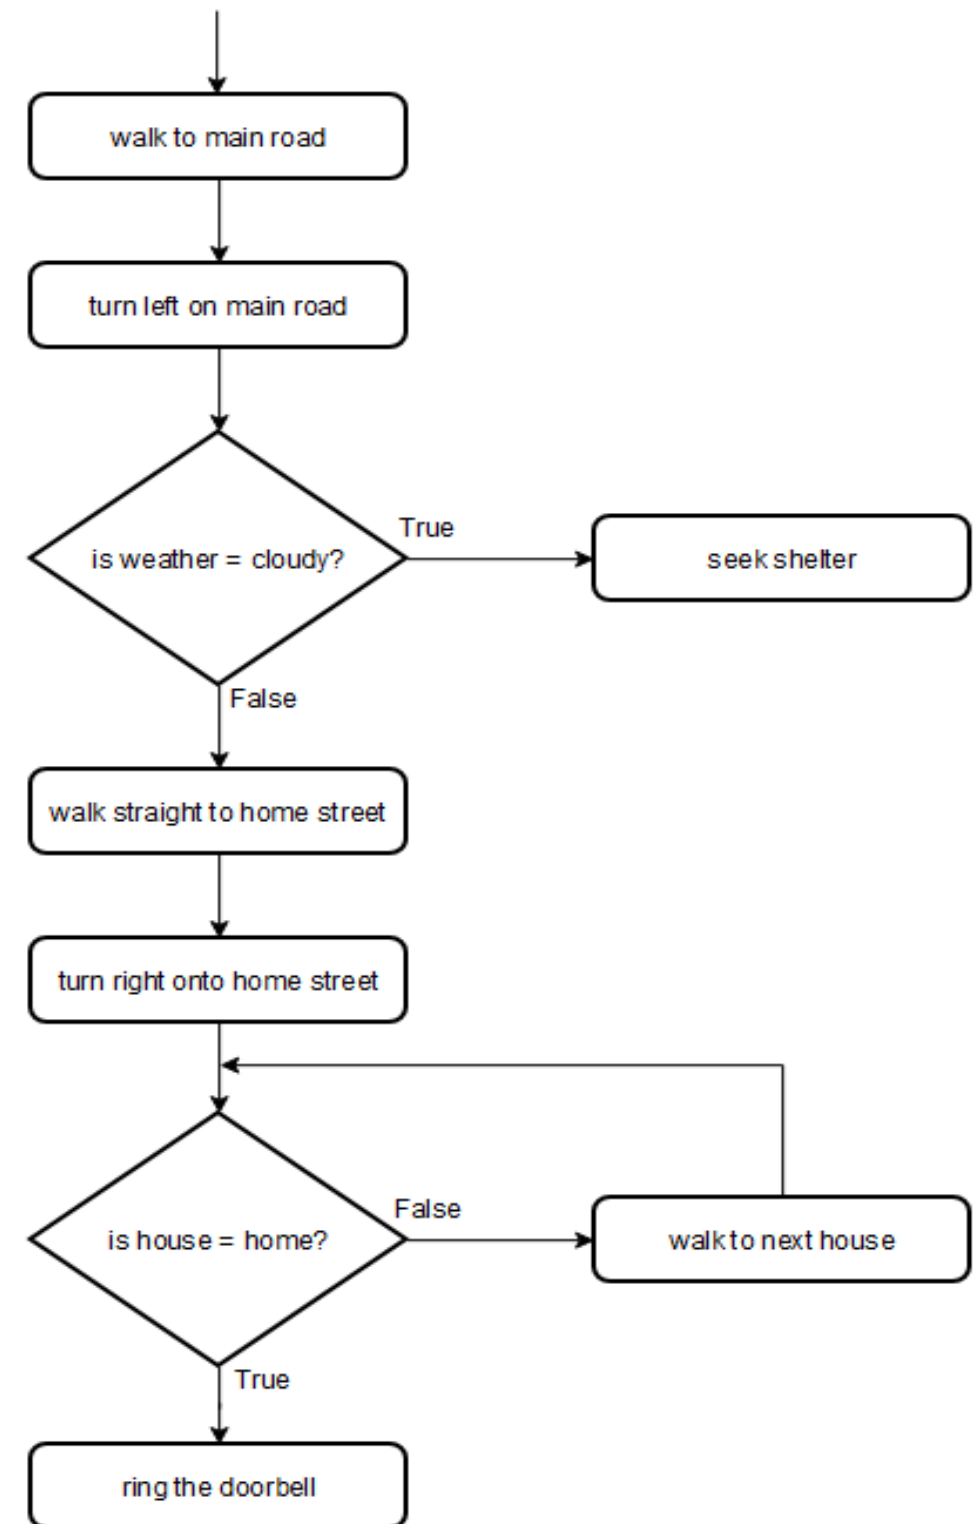 walk to main road
turn left on main road
True
is weather = cloudy?
seek shelter
False
walk straight to home street
turn right onto home street
False
is house = home?
walk to next house
True
ring the doorbell